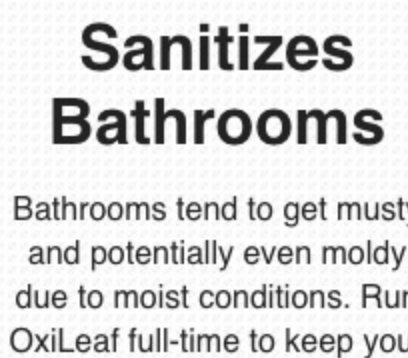 Sanitizes
Bathrooms
Bathrooms tend to get musty
and potentially even moldy
due to moist conditions. Run
OxiLeaf full-time to keep you